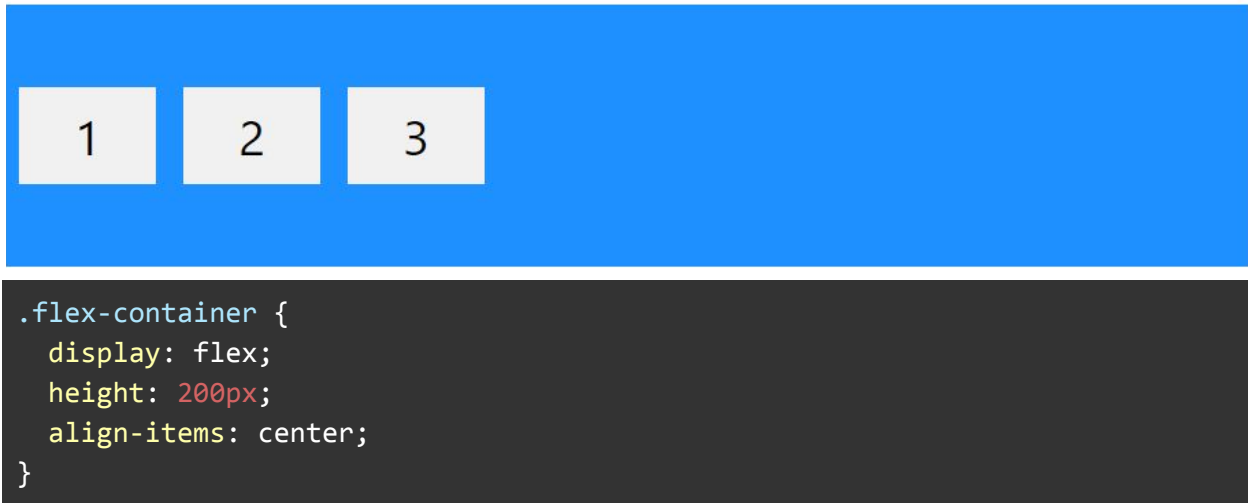 1 2 3
.flex-container {
  display: flex;
  height: 200px;
  align-items: center;
}